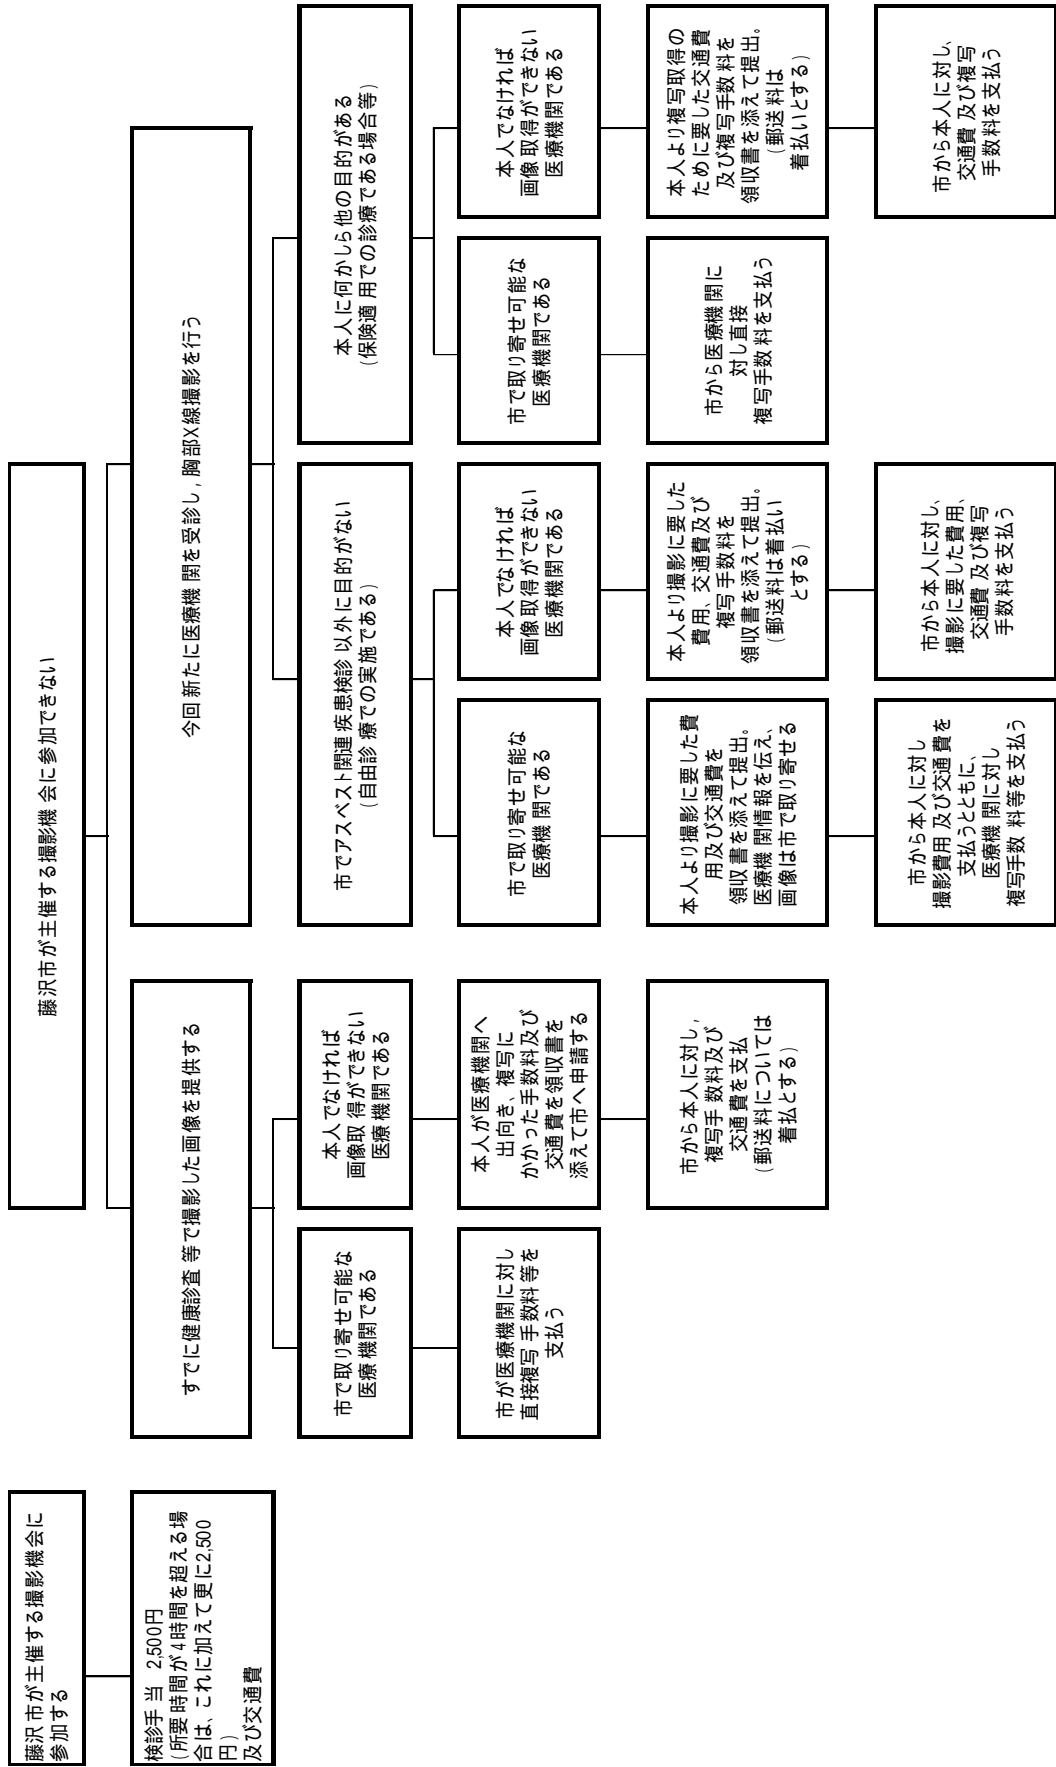 藤沢市が主催する撮影機会に
参加する
検診手当 2,500円
(所要時間が4時間を超える場
合は、これに加えて更に2,500
円)
及び交通費
藤沢市が主催する撮影機会に参加できない
すでに健康診査等で撮影した画像を提供する
市で取り寄せ可能な
医療機関である
市が医療機関に対し
直接複写手数料等を
支払う
本人でなければ
画像取得ができない
医療機関である
本人が医療機関へ
出向き、複写に
かかった手数料及び
交通費を領収書を
添えて市へ申請する
市から本人に対し,
複写手数料及び
交通費を支払
(郵送料については
着払とする)
今回新たに医療機関を受診し,胸部X線撮影を行う
市でアスベスト関連疾患検診以外に目的がない
(自由診療での実施である)
市で取り寄せ可能な
医療機関である
本人より撮影に要した費
用及び交通費を
領収書を添えて提出。
医療機関情報を伝え、
画像は市で取り寄せる
市から本人に対し
撮影費用及び交通費を
支払うとともに、
医療機関に対し
複写手数料等を支払う
本人でなければ
画像取得ができない
医療機関である
本人より撮影に要した
費用、交通費及び
複写手数料を
領収書を添えて提出。
(郵送料は着払い
とする)
市から本人に対し、
撮影に要した費用、
交通費及び複写
手数料を支払う
本人に何かしら他の目的がある
(保険適用での診療である場合等)
市で取り寄せ可能な
医療機関である
市から医療機関に
対し直接
複写手数料を支払う
本人でなければ
画像取得ができない
医療機関である
本人より複写取得の
ために要した交通費
及び複写手数料を
領収書を添えて提出。
(郵送料は
着払いとする)
市から本人に対し、
交通費及び複写
手数料を支払う